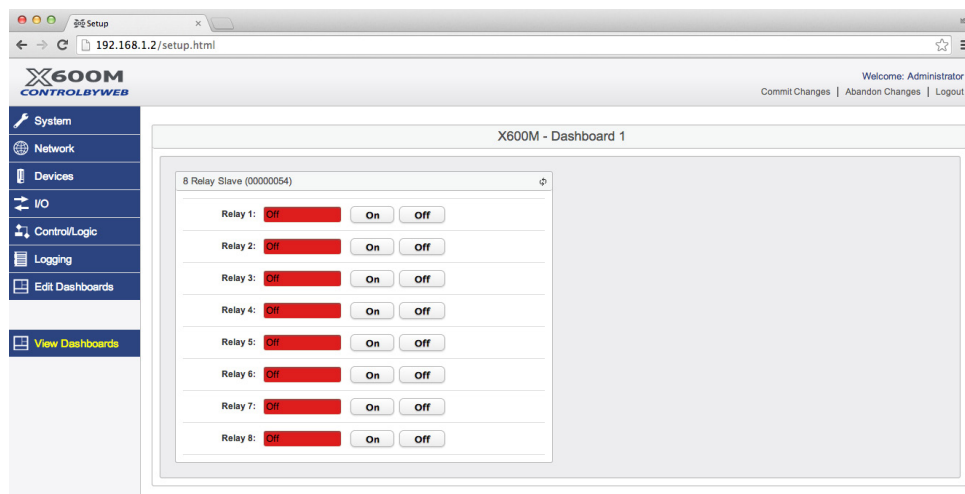 Setup
192.168.1.2/setup.html
X600M
CONTROLBYWEB
Welcome: Administrator
Commit Changes | Abandon Changes | Logout
System
Network
Devices
I/O
Control/Logic
Logging
Edit Dashboards
View Dashboards
X600M - Dashboard 1
8 Relay Slave (00000054)
Relay 1: Off On Off
Relay 2: Off On Off
Relay 3: Off On Off
Relay 4: Off On Off
Relay 5: Off On Off
Relay 6: Off On Off
Relay 7: Off On Off
Relay 8: Off On Off